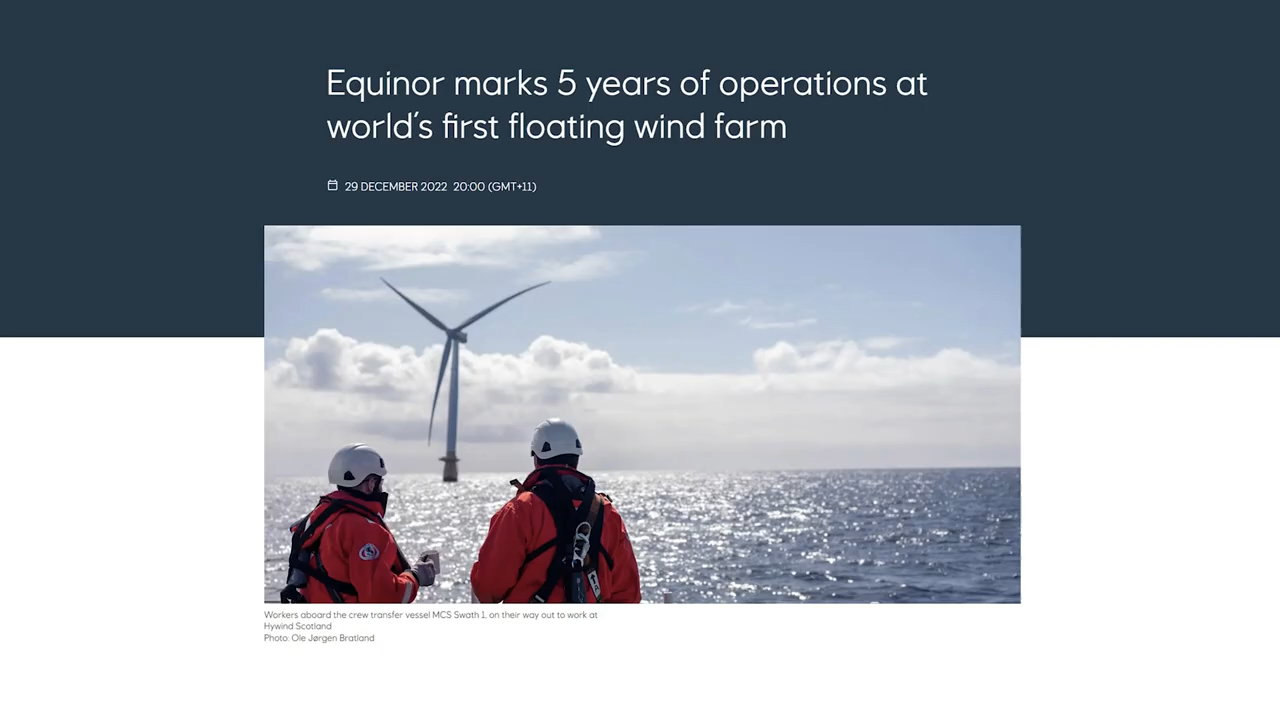 Equinor marks 5 years of operations at
world's first floating wind farm
29 DECEMBER 2022 20:00 (GMT+11)
Workers aboard the crew transfer vessel MCS Swath 1, on their way out to work at
Hywind Scotland
Photo: Ole Jørgen Bratland